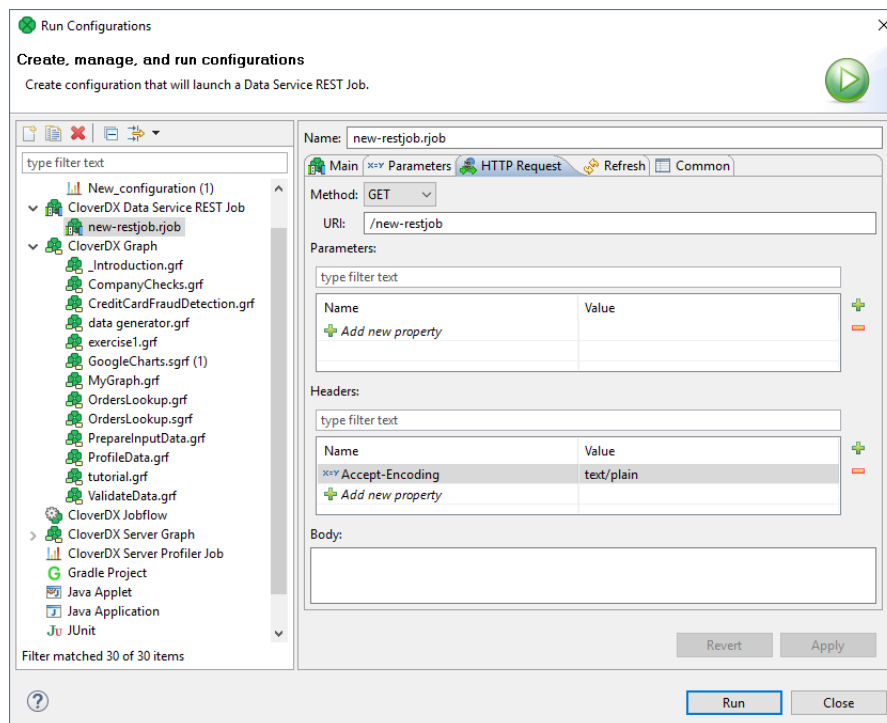 Run Configurations
Create, manage, and run configurations
Create configuration that will launch a Data Service REST Job.
type filter text
New_configuration (1)
CloverDX Data Service REST Job
new-restjob.rjob
CloverDX Graph
_Introduction.grf
CompanyChecks.grf
CreditCardFraudDetection.grf
data generator.grf
exercise1.grf
GoogleCharts.sgrf (1)
MyGraph.grf
OrdersLookup.grf
OrdersLookup.sgrf
PrepareInputData.grf
ProfileData.grf
tutorial.grf
ValidateData.grf
CloverDX Jobflow
CloverDX Server Graph
CloverDX Server Profiler Job
G Gradle Project
Java Applet
J Java Application
Ju JUnit
Filter matched 30 of 30 items
Name: new-restjob.rjob
Main x=y Parameters HTTP Request Refresh Common
Method: GET
URI: /new-restjob
Parameters:
type filter text
Name Value
Add new property
Headers:
type filter text
Name Value
x=y Accept-Encoding text/plain
Add new property
Body:
Revert Apply
? Run Close